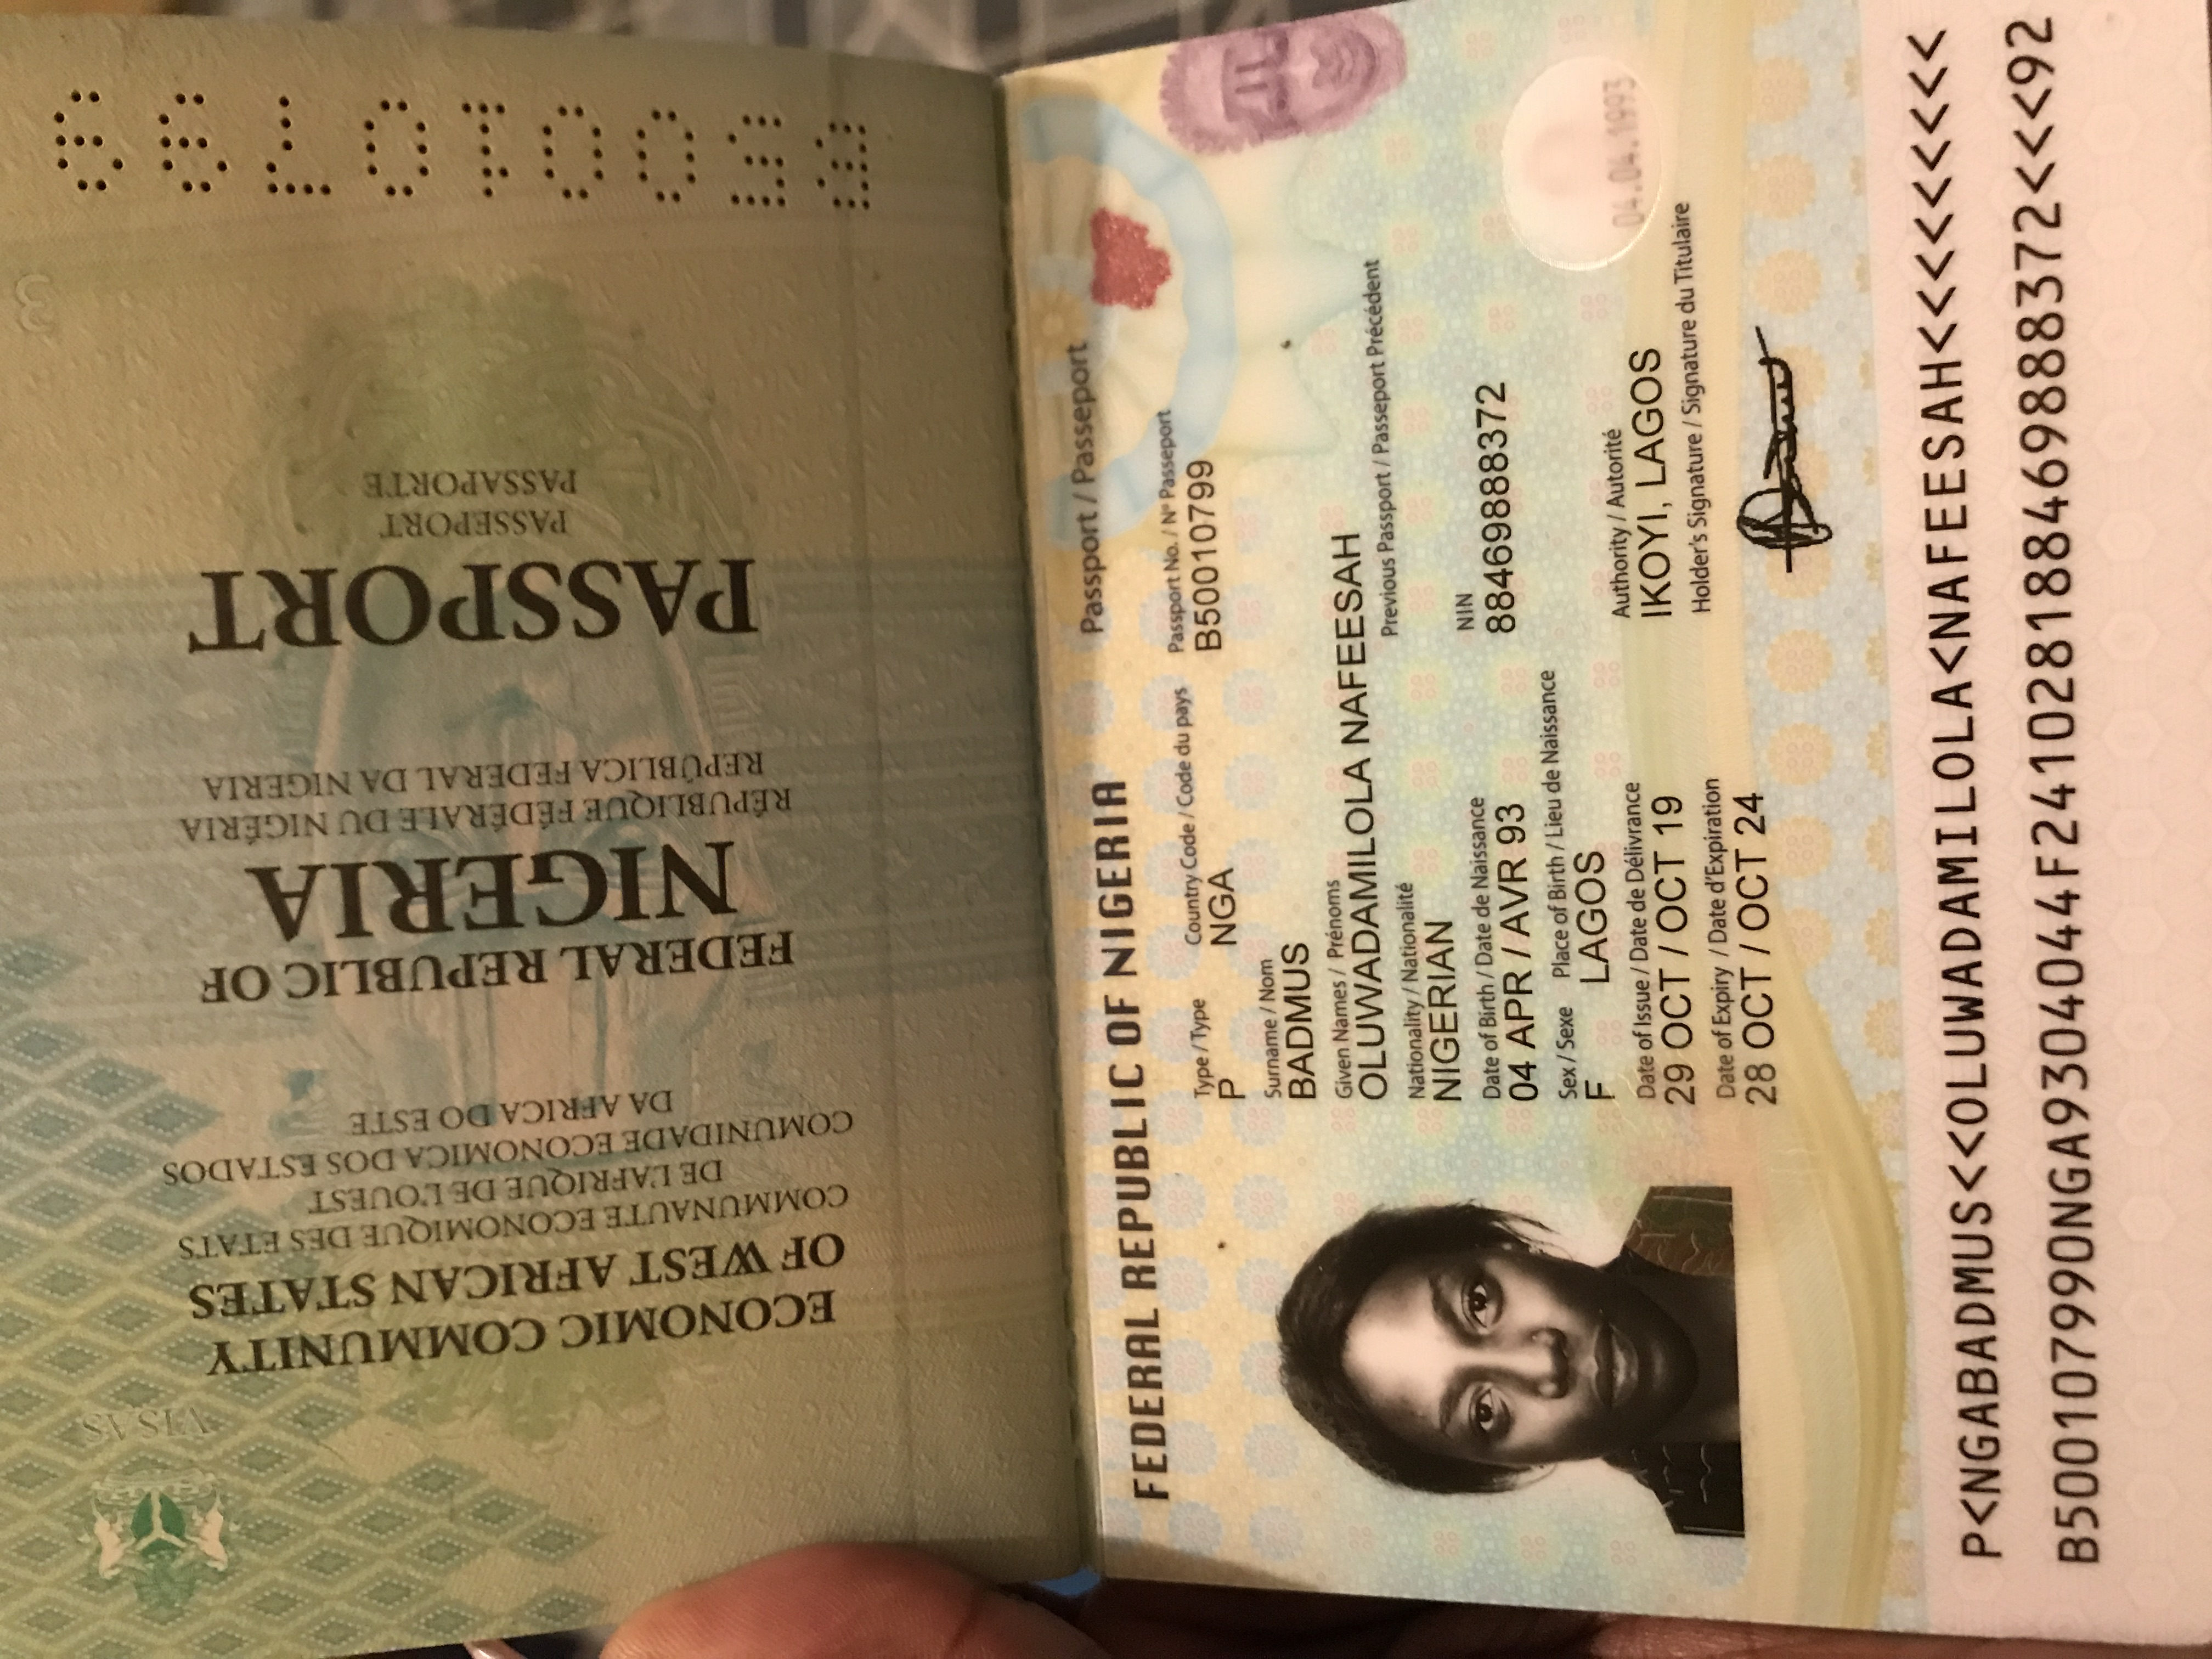 VISAS
3
ECONOMIC COMMUNITY
OF WEST AFRICAN STATES
COMMUNAUTE ECONOMIQUE DES ETATS
DE L'AFRIQUE DE L'OUEST
COMUNIDADE ECONOMICA DOS ESTADOS
DA AFRICA DO ESTE
FEDERAL REPUBLIC OF
NIGERIA
RÉPUBLIQUE FÉDÉRALE DU NIGÉRIA
REPÚBLICA FEDERAL DA NIGERIA
PASSPORT
PASSEPORT
PASSAPORTE
B50010799
FEDERAL REPUBLIC OF NIGERIA
Passport / Passeport
Type / Type Country Code / Code du pays Passport No. / Nº Passeport
P NGA B50010799
Surname / Nom
BADMUS
Given Names / Prénoms
OLUWADAMILOLA NAFEESAH
Previous Passport / Passeport Précédent
Nationality / Nationalité
NIGERIAN
Date of Birth / Date de Naissance NIN
04 APR / AVR 93 88469888372
Sex / Sexe Place of Birth / Lieu de Naissance
F LAGOS
04.04.1993
Date of Issue / Date de Délivrance Authority / Autorité
29 OCT / OCT 19 IKOYI, LAGOS
Date of Expiry / Date d'Expiration Holder's Signature / Signature du Titulaire
28 OCT / OCT 24
P<NGABADMUS<<OLUWADAMILOLA<NAFEESAH<<<<<<<<<
B500107990NGA9304044F24102818846988​8372<<<92